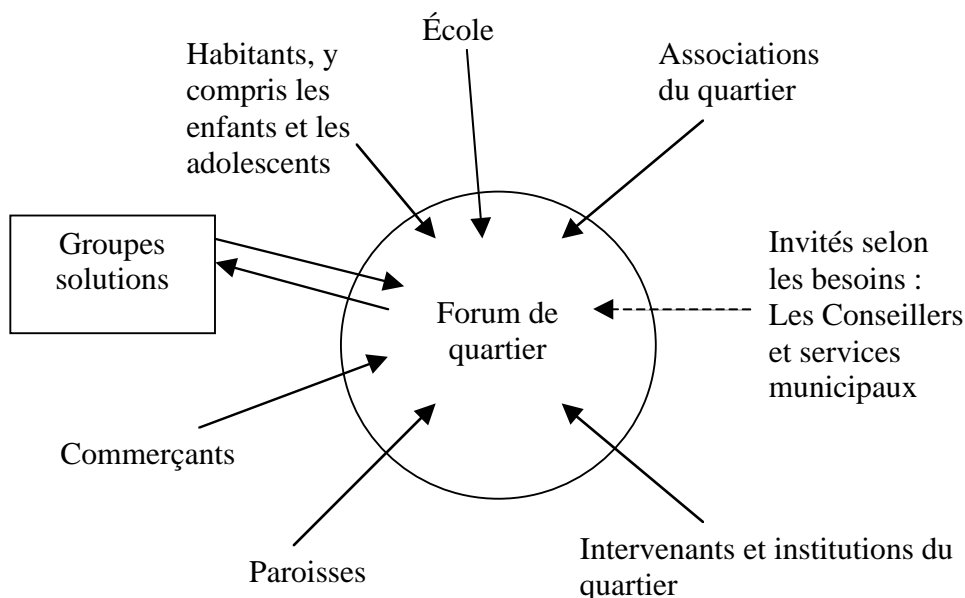 École
Habitants, y
compris les
enfants et les
adolescents
Associations
du quartier
Groupes
solutions
Invités selon
les besoins :
Les Conseillers
et services
municipaux
Forum de
quartier
Commerçants
Paroisses
Intervenants et institutions du
quartier